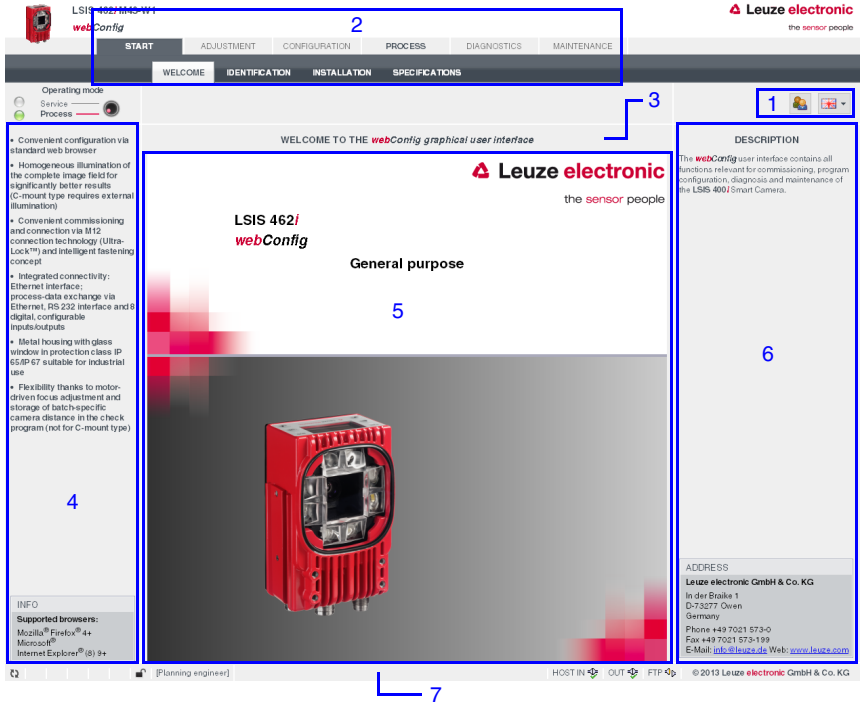 LSIS 462i M45-W1
webConfig
2
Leuze electronic
the sensor people
START ADJUSTMENT CONFIGURATION PROCESS DIAGNOSTICS MAINTENANCE
WELCOME IDENTIFICATION INSTALLATION SPECIFICATIONS
Operating mode
Service
Process
3
1
WELCOME TO THE webConfig graphical user interface
▪ Convenient configuration via
standard web browser
▪ Homogeneous illumination of
the complete image field for
significantly better results
(C-mount type requires external
illumination)
▪ Convenient commissioning
and connection via M12
connection technology (Ultra-
Lock™) and intelligent fastening
concept
▪ Integrated connectivity:
Ethernet interface;
process-data exchange via
Ethernet, RS 232 interface and 8
digital, configurable
inputs/outputs
▪ Metal housing with glass
window in protection class IP
65/IP 67 suitable for industrial
use
▪ Flexibility thanks to motor-
driven focus adjustment and
storage of batch-specific
camera distance in the check
program (not for C-mount type)
4
INFO
Supported browsers:
Mozilla® Firefox® 4+
Microsoft®
Internet Explorer® (8) 9+
Leuze electronic
the sensor people
LSIS 462i
webConfig
General purpose
5
DESCRIPTION
The webConfig user interface contains all
functions relevant for commissioning, program
configuration, diagnosis and maintenance of
the LSIS 400i Smart Camera.
6
ADDRESS
Leuze electronic GmbH & Co. KG
In der Braike 1
D-73277 Owen
Germany
Phone +49 7021 573-0
Fax +49 7021 573-199
E-Mail: info@leuze.de Web: www.leuze.com
[Planning engineer] HOST IN OUT FTP © 2013 Leuze electronic GmbH & Co. KG
7